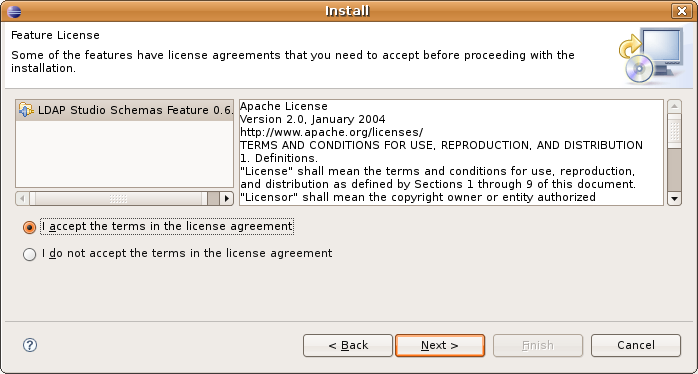 Install
Feature License
Some of the features have license agreements that you need to accept before proceeding with the
installation.
LDAP Studio Schemas Feature 0.6.
Apache License
Version 2.0, January 2004
http://www.apache.org/licenses/
TERMS AND CONDITIONS FOR USE, REPRODUCTION, AND DISTRIBUTION
1. Definitions.
"License" shall mean the terms and conditions for use, reproduction,
and distribution as defined by Sections 1 through 9 of this document.
"Licensor" shall mean the copyright owner or entity authorized
I accept the terms in the license agreement
I do not accept the terms in the license agreement
?
< Back
Next >
Finish
Cancel